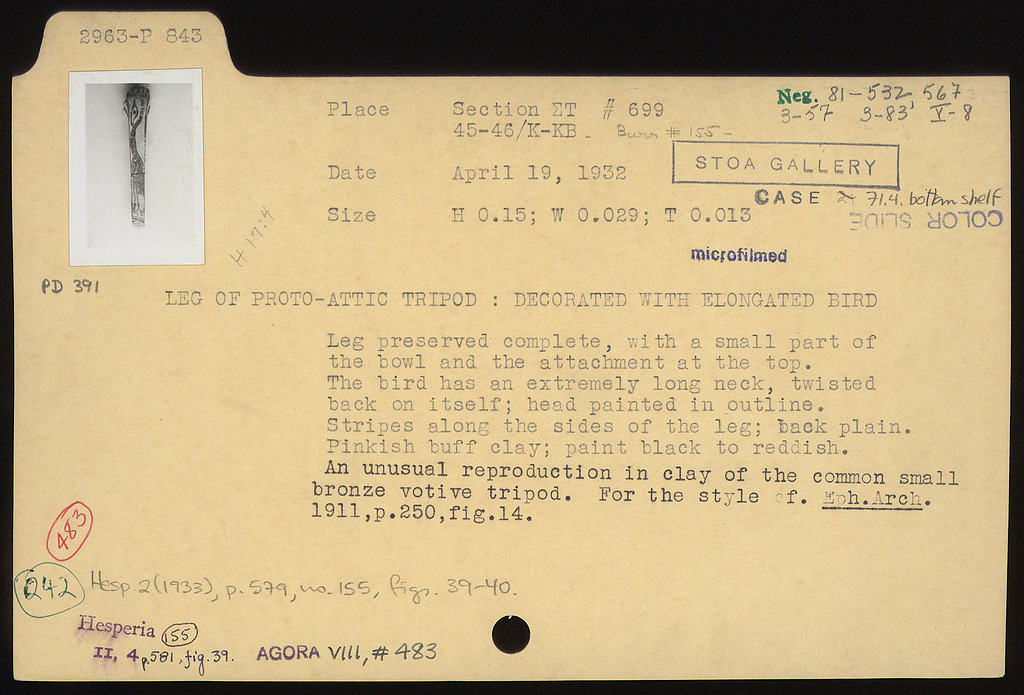 2963-P 843
Neg. 81-532, 567
3-57 3-83, V-8
Place Section ΣΤ # 699
45-46/K-KB. Burr # 155-
STOA GALLERY
Date April 19, 1932
CASE 71.4. bottom shelf
Size H 0.15; W 0.029; T 0.013
COLOR SLIDE
H 17:4
microfilmed
PD 391
LEG OF PROTO-ATTIC TRIPOD : DECORATED WITH ELONGATED BIRD
Leg preserved complete, with a small part of
the bowl and the attachment at the top.
The bird has an extremely long neck, twisted
back on itself; head painted in outline.
Stripes along the sides of the leg; back plain.
Pinkish buff clay; paint black to reddish.
An unusual reproduction in clay of the common small
bronze votive tripod. For the style cf. Eph.Arch.
1911,p.250,fig.14.
483
242 Hesp. 2 (1933), p. 579, no. 155, figs. 39-40.
Hesperia 155
II, 4 p.581, fig. 39. AGORA VIII, # 483